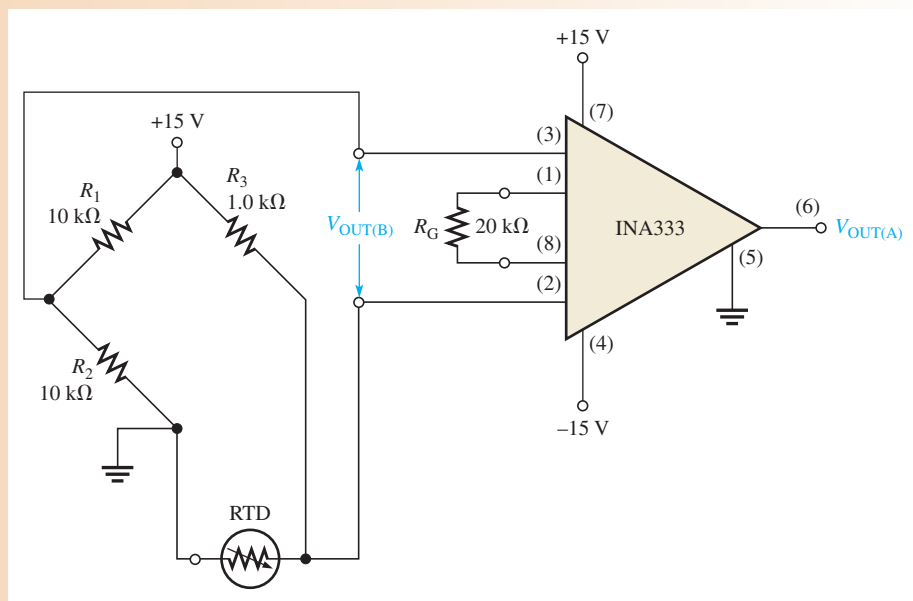 +15 V
(7)
+15 V
(3)
R3
1.0 kΩ
R1
10 kΩ
(1)
VOUT(B)
RG
20 kΩ
INA333
(6)
VOUT(A)
(8)
(5)
(2)
R2
10 kΩ
(4)
–15 V
RTD